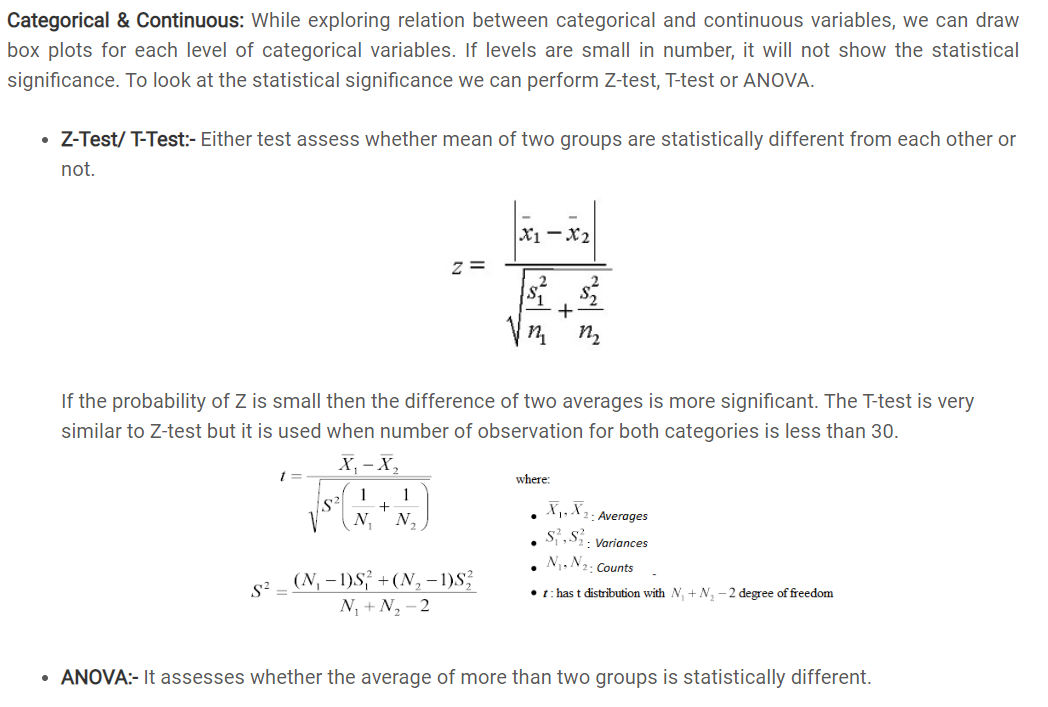 Categorical & Continuous: While exploring relation between categorical and continuous variables, we can draw
box plots for each level of categorical variables. If levels are small in number, it will not show the statistical
significance. To look at the statistical significance we can perform Z-test, T-test or ANOVA.
• Z-Test/ T-Test:- Either test assess whether mean of two groups are statistically different from each other or
not.
z = |x̄₁ − x̄₂| / √(s₁²/n₁ + s₂²/n₂)
If the probability of Z is small then the difference of two averages is more significant. The T-test is very
similar to Z-test but it is used when number of observation for both categories is less than 30.
t = (X̄₁ − X̄₂) / √(S²(1/N₁ + 1/N₂))
S² = ((N₁ − 1)S₁² + (N₂ − 1)S₂²) / (N₁ + N₂ − 2)
where:
• X̄₁, X̄₂: Averages
• S₁², S₂²: Variances
• N₁, N₂: Counts
• t: has t distribution with N₁ + N₂ − 2 degree of freedom
• ANOVA:- It assesses whether the average of more than two groups is statistically different.